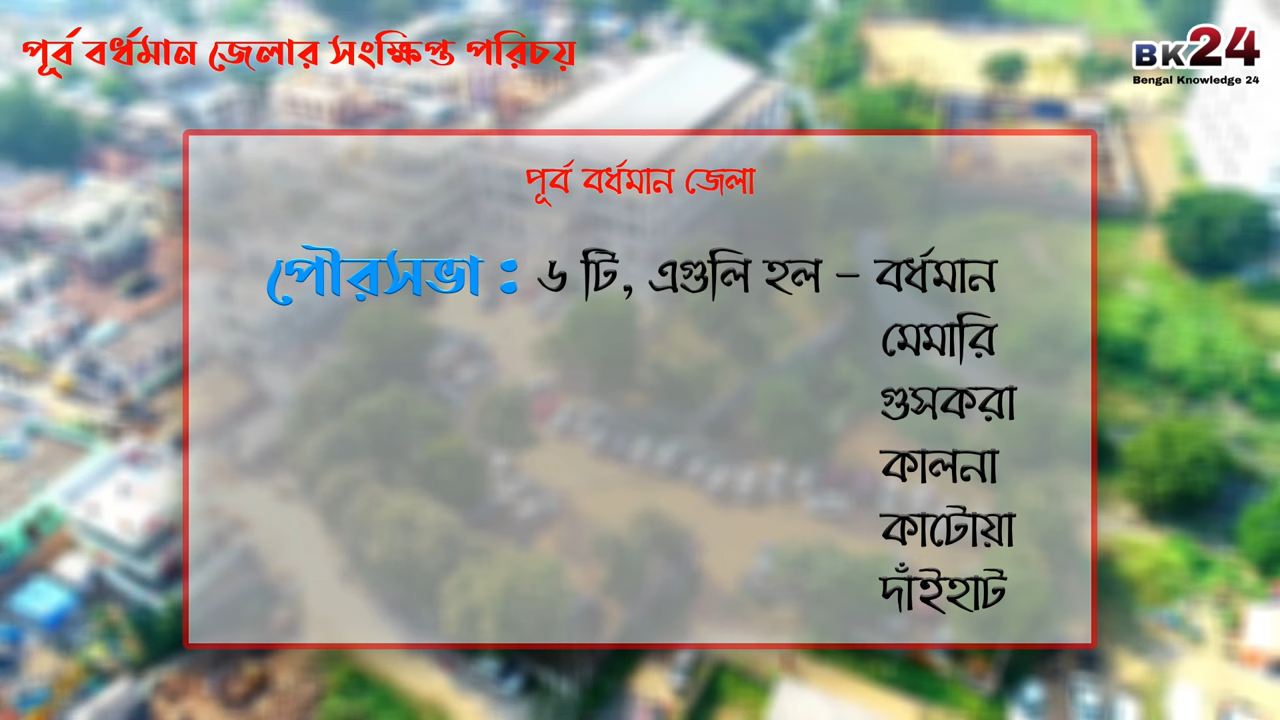 পূর্ব বর্ধমান জেলার সংক্ষিপ্ত পরিচয়
BK24
Bengal Knowledge 24
পূর্ব বর্ধমান জেলা
পৌরসভা : ৬ টি, এগুলি হল – বর্ধমান
মেমারি
গুসকরা
কালনা
কাটোয়া
দাঁইহাট